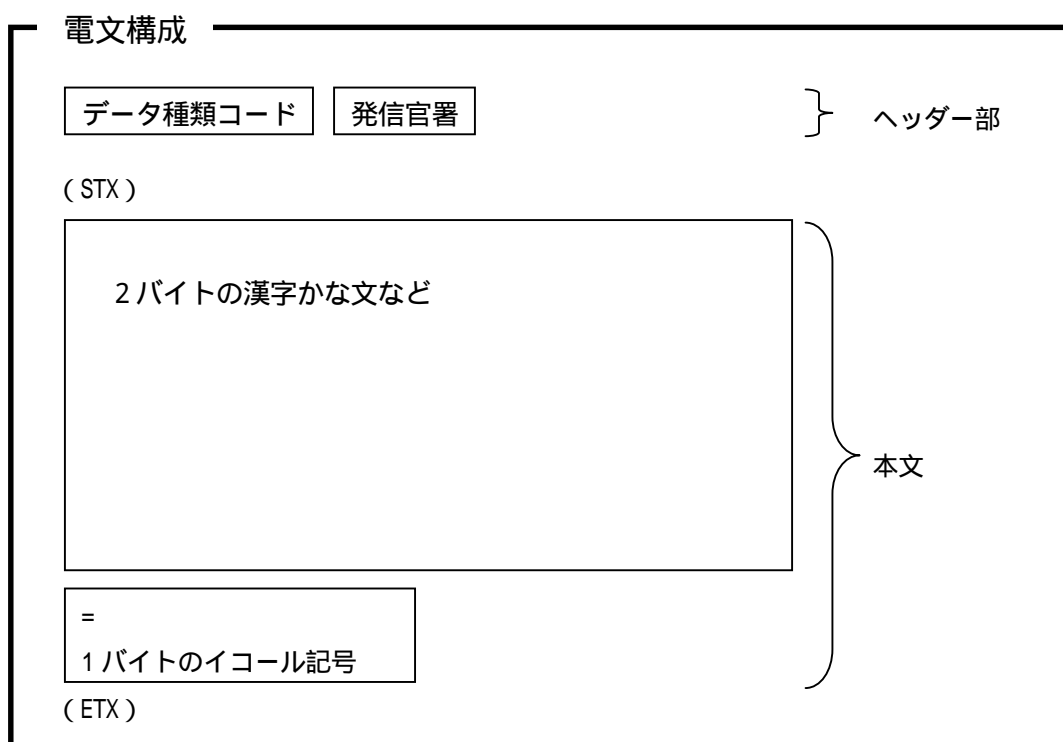 電文構成
データ種類コード 発信官署
ヘッダー部
(STX)
2バイトの漢字かな文など
本文
=
1バイトのイコール記号
(ETX)